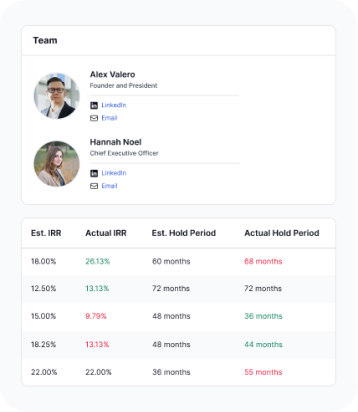 Team
Alex Valero
Founder and President
LinkedIn
Email
Hannah Noel
Chief Executive Officer
LinkedIn
Email
Est. IRR Actual IRR Est. Hold Period Actual Hold Period
18.00% 26.13% 60 months 68 months
12.50% 13.13% 72 months 72 months
15.00% 9.79% 48 months 36 months
18.25% 13.13% 48 months 44 months
22.00% 22.00% 36 months 55 months